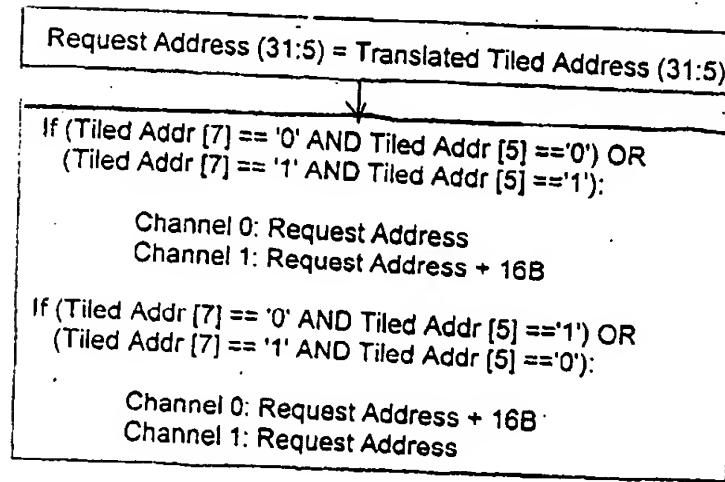 Request Address (31:5) = Translated Tiled Address (31:5)
If (Tiled Addr [7] == '0' AND Tiled Addr [5] =='0') OR
(Tiled Addr [7] == '1' AND Tiled Addr [5] =='1'):
Channel 0: Request Address
Channel 1: Request Address + 16B
If (Tiled Addr [7] == '0' AND Tiled Addr [5] =='1') OR
(Tiled Addr [7] == '1' AND Tiled Addr [5] =='0'):
Channel 0: Request Address + 16B
Channel 1: Request Address